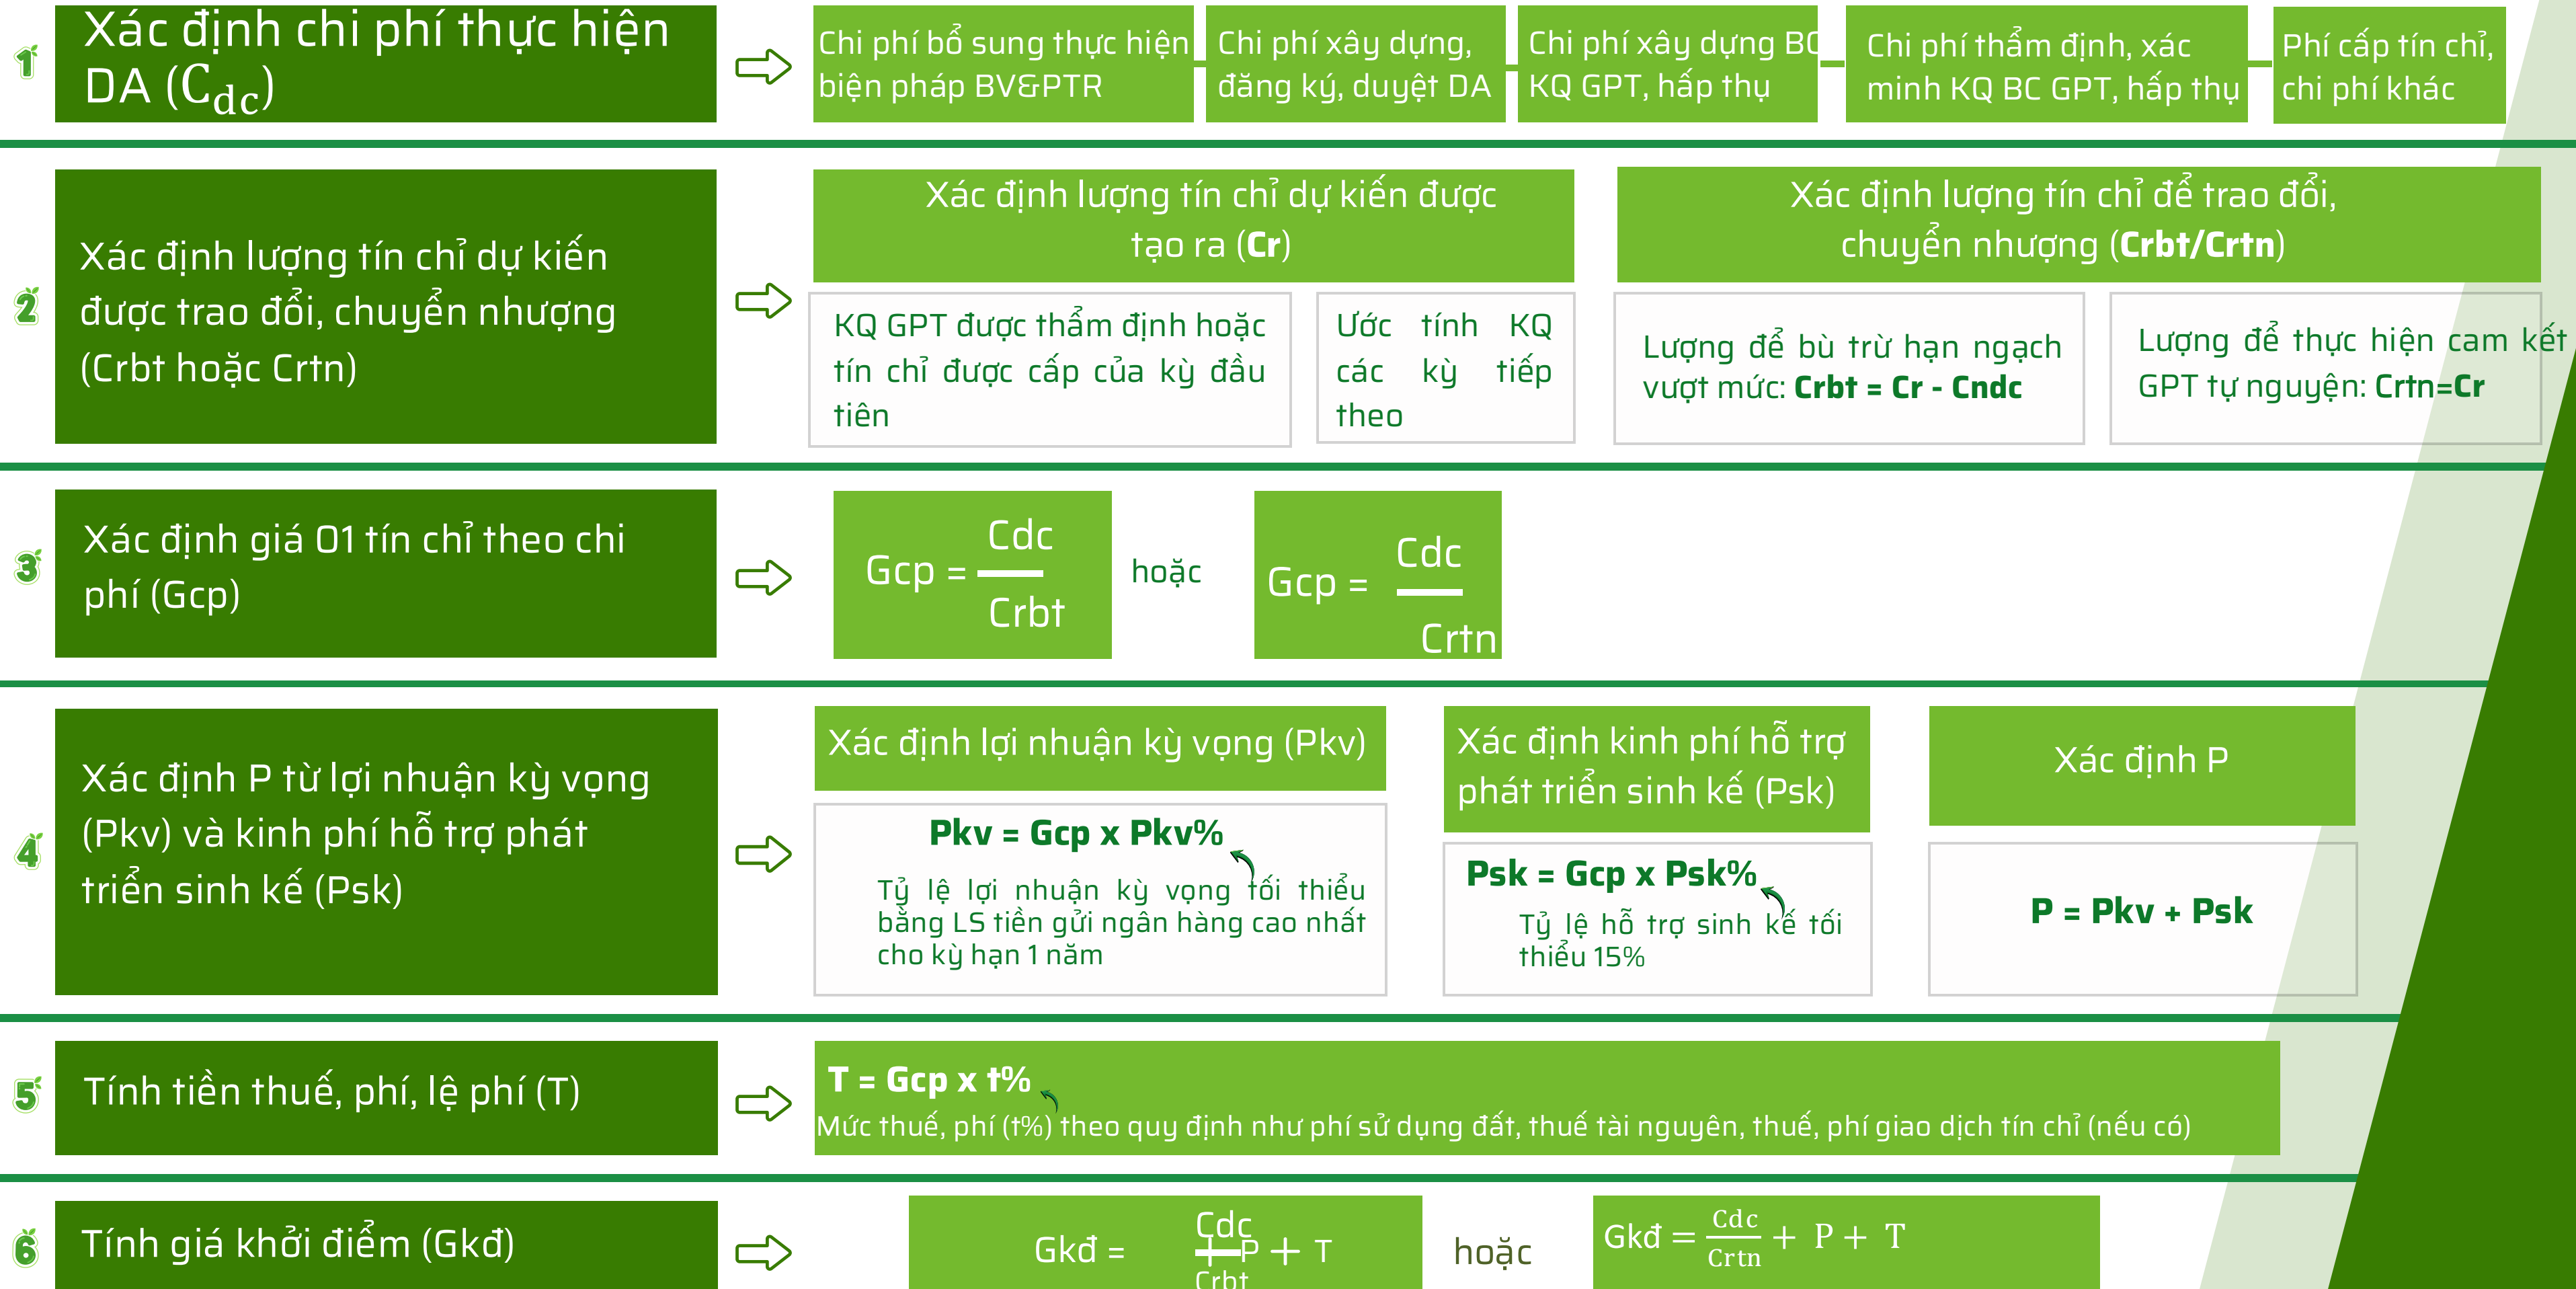 1
Xác định chi phí thực hiện
DA (C_dc)
Chi phí bổ sung thực hiện
biện pháp BV&PTR
Chi phí xây dựng,
đăng ký, duyệt DA
Chi phí xây dựng BC
KQ GPT, hấp thụ
Chi phí thẩm định, xác
minh KQ BC GPT, hấp thụ
Phí cấp tín chỉ,
chi phí khác
2
Xác định lượng tín chỉ dự kiến
được trao đổi, chuyển nhượng
(Crbt hoặc Crtn)
Xác định lượng tín chỉ dự kiến được
tạo ra (Cr)
KQ GPT được thẩm định hoặc
tín chỉ được cấp của kỳ đầu
tiên
Ước tính KQ
các kỳ tiếp
theo
Xác định lượng tín chỉ để trao đổi,
chuyển nhượng (Crbt/Crtn)
Lượng để bù trừ hạn ngạch
vượt mức: Crbt = Cr - Cndc
Lượng để thực hiện cam kết
GPT tự nguyện: Crtn=Cr
3
Xác định giá 01 tín chỉ theo chi
phí (Gcp)
Gcp = Cdc
Crbt
hoặc
Gcp = Cdc
Crtn
4
Xác định P từ lợi nhuận kỳ vọng
(Pkv) và kinh phí hỗ trợ phát
triển sinh kế (Psk)
Xác định lợi nhuận kỳ vọng (Pkv)
Pkv = Gcp x Pkv%
Tỷ lệ lợi nhuận kỳ vọng tối thiểu
bằng LS tiền gửi ngân hàng cao nhất
cho kỳ hạn 1 năm
Xác định kinh phí hỗ trợ
phát triển sinh kế (Psk)
Psk = Gcp x Psk%
Tỷ lệ hỗ trợ sinh kế tối
thiểu 15%
Xác định P
P = Pkv + Psk
5
Tính tiền thuế, phí, lệ phí (T)
T = Gcp x t%
Mức thuế, phí (t%) theo quy định như phí sử dụng đất, thuế tài nguyên, thuế, phí giao dịch tín chỉ (nếu có)
6
Tính giá khởi điểm (Gkđ)
Gkđ = Cdc
+ P + T
Crbt
hoặc
Gkđ = Cdc
+ P + T
Crtn